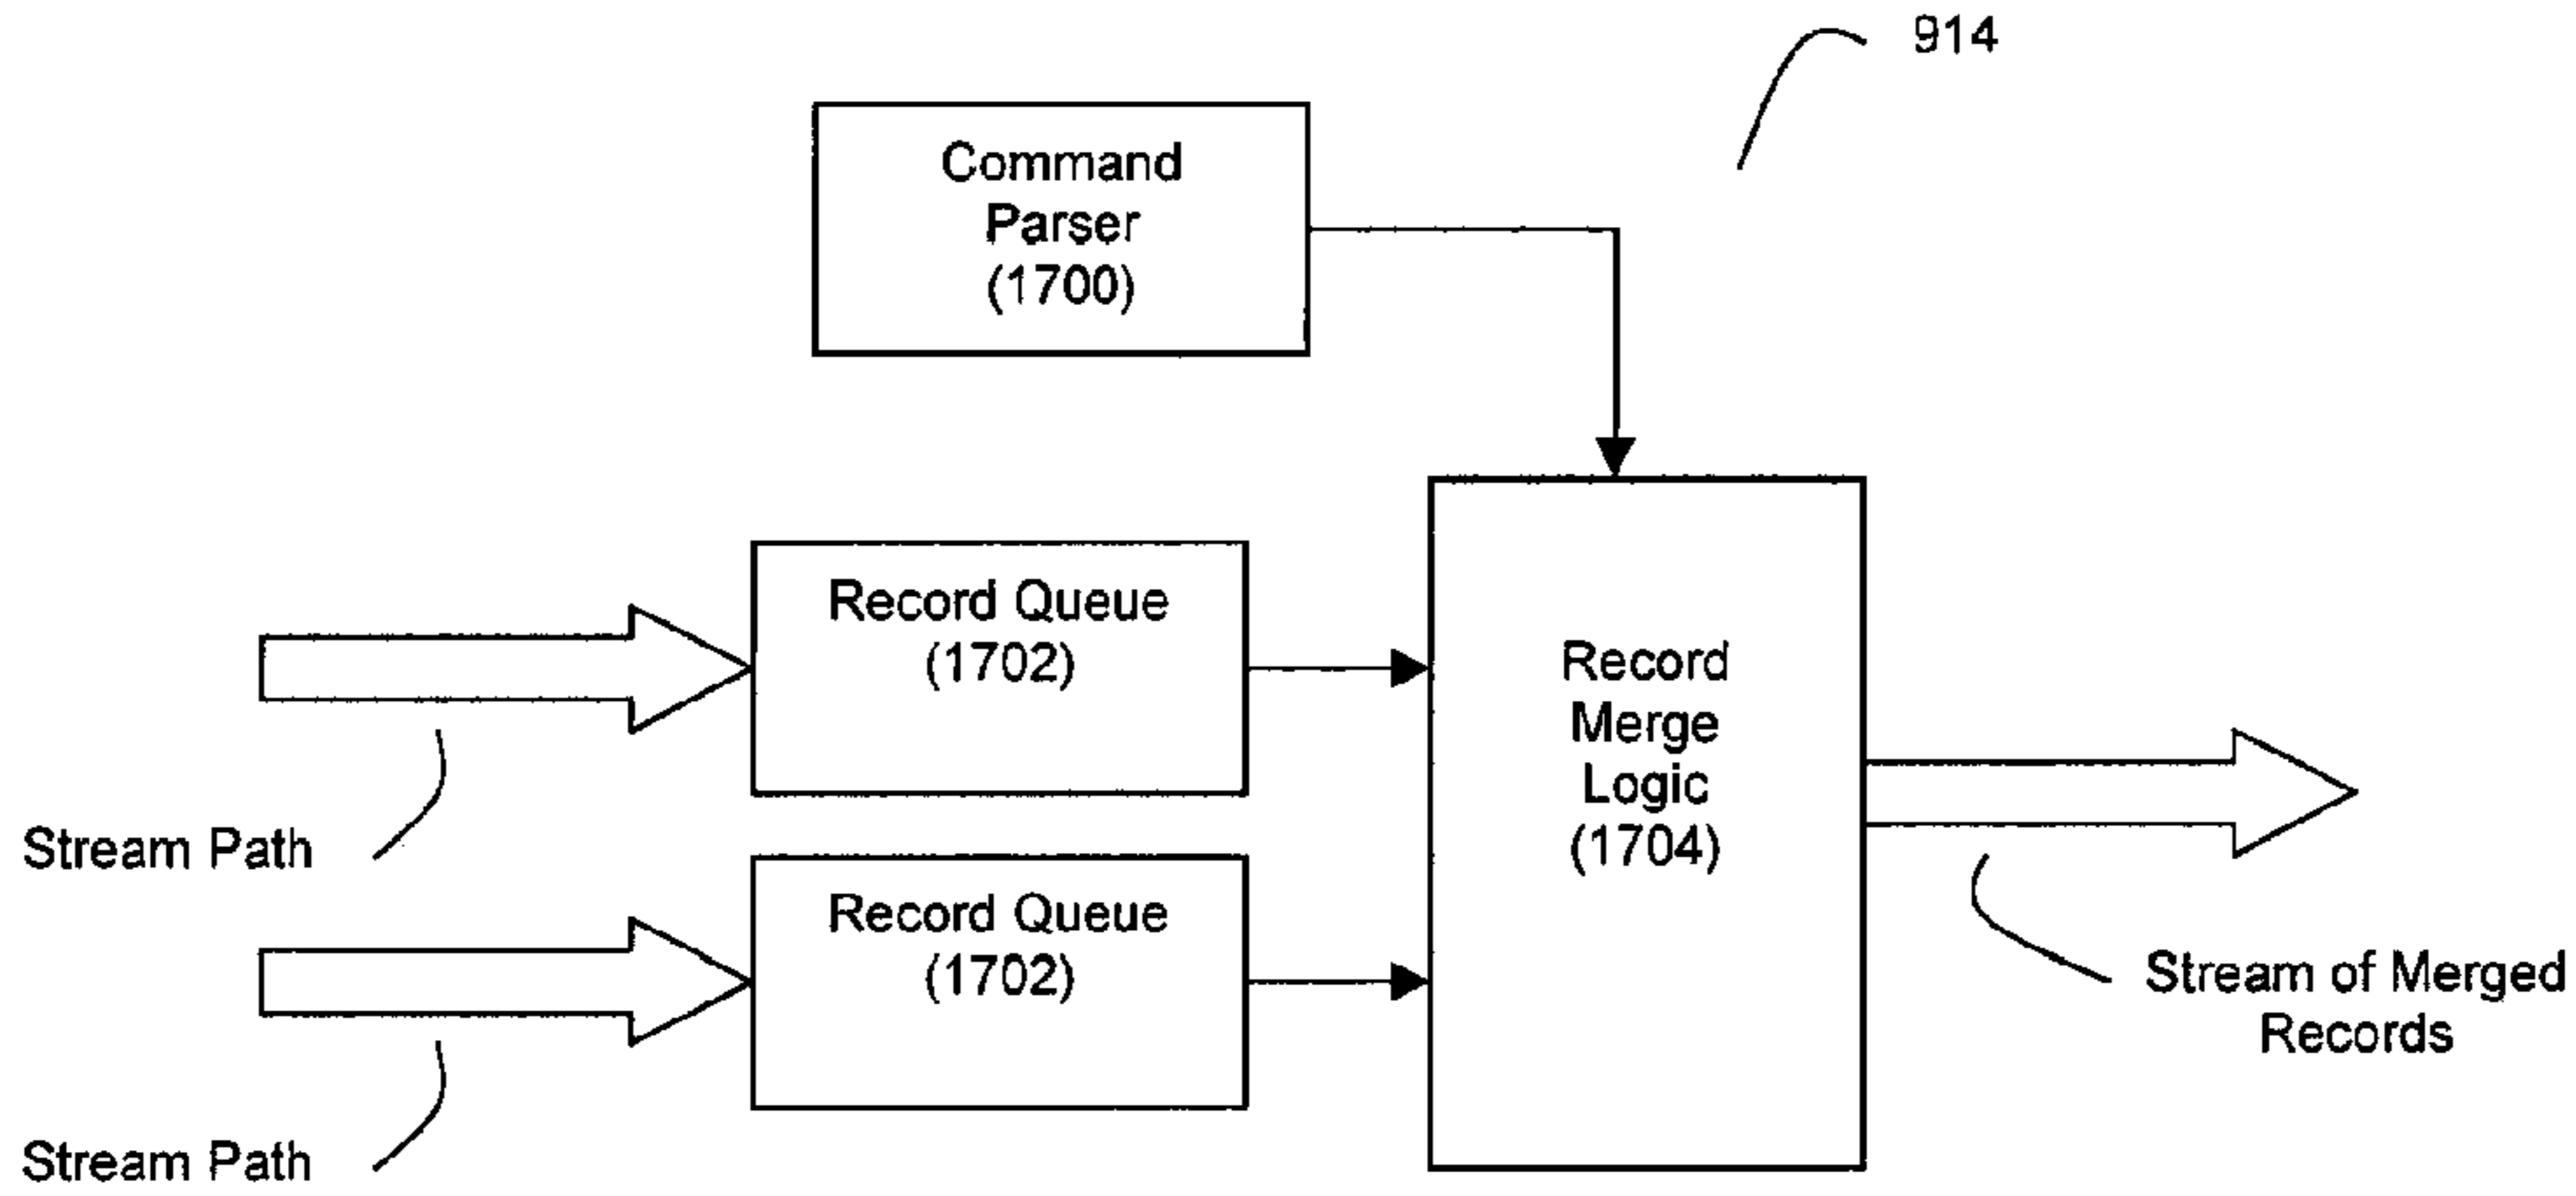 914
Command
Parser
(1700)
Record Queue
(1702)
Record
Merge
Logic
(1704)
Stream Path
Record Queue
(1702)
Stream of Merged
Records
Stream Path